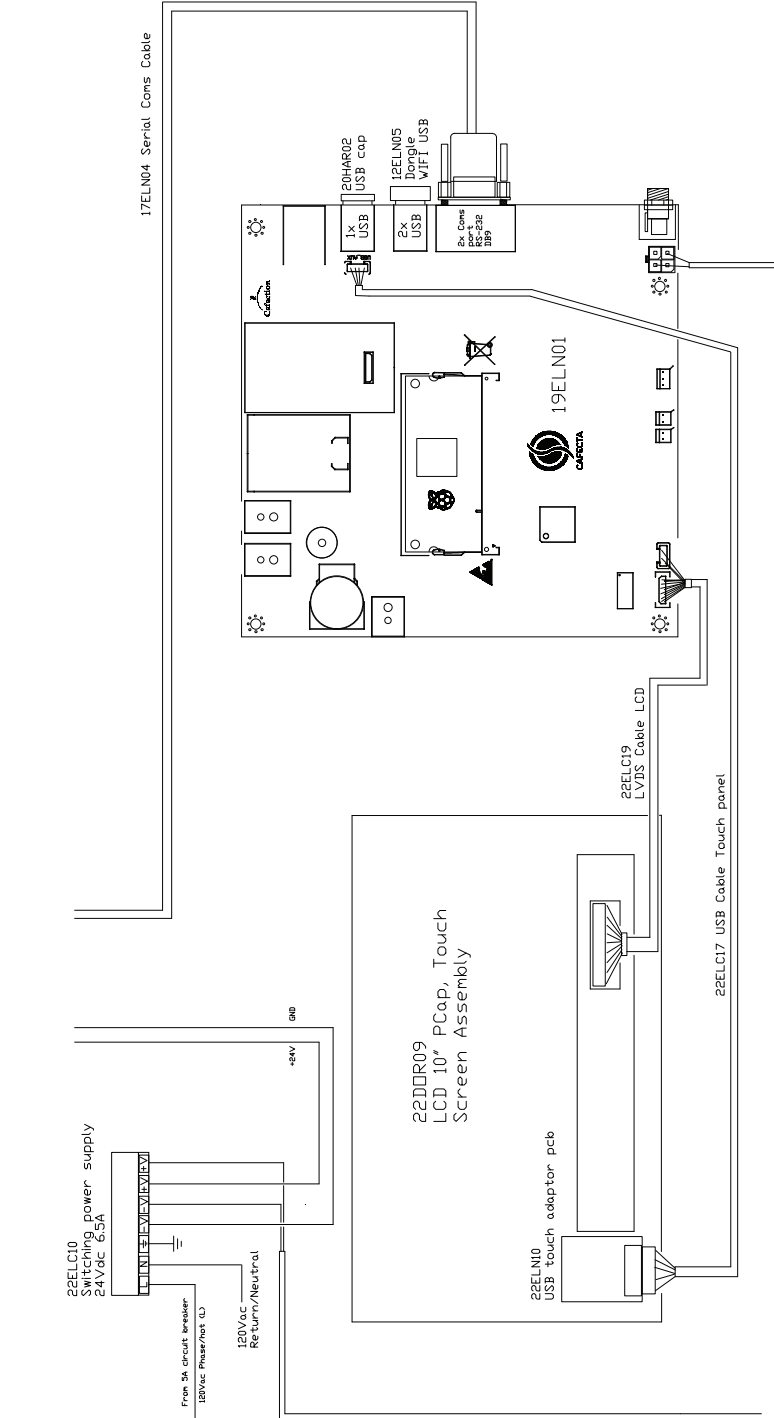 17ELN04 Serial Coms Cable
20HAR02
USB cap
12ELN05
Dongle
WIFI USB
1x
USB
2x
USB
2x Coms
port
RS-232
DB9
USB AUX
Cafection
19ELN01
CAFECTA
22ELC19
LVDS Cable LCD
22ELC17 USB Cable Touch panel
22DOR09
LCD 10" PCap, Touch
Screen Assembly
GND
+24V
22ELC10
Switching power supply
24Vdc 6.5A
L N -V -V +V +V
22ELN10
USB touch adaptor pcb
120Vac
Return/Neutral
From 5A circuit breaker
120Vac Phase/hot (L)